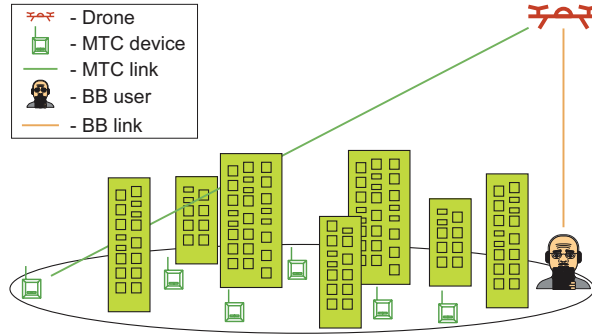 - Drone
- MTC device
- MTC link
- BB user
- BB link